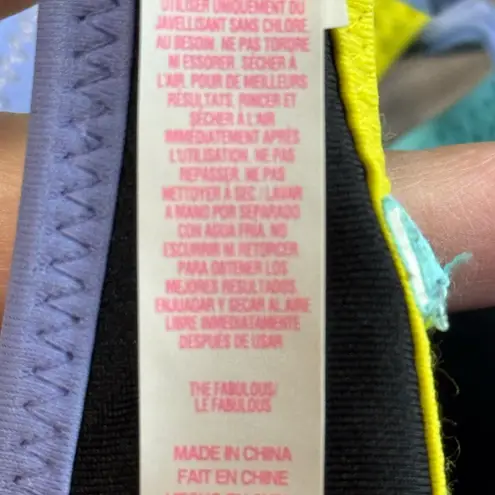 UTILISER UNIQUEMENT DU
JAVELLISANT SANS CHLORE,
AU BESOIN. NE PAS TORDRE
NI ESSORER. SÉCHER À
L'AIR. POUR DE MEILLEURS
RÉSULTATS, RINCER ET
SÉCHER À L'AIR
IMMÉDIATEMENT APRÈS
L'UTILISATION. NE PAS
REPASSER. NE PAS
NETTOYER À SEC / LAVAR
A MANO POR SEPARADO
CON AGUA FRÍA. NO
ESCURRIR NI RETORCER.
PARA OBTENER LOS
MEJORES RESULTADOS,
ENJUAGAR Y SECAR AL AIRE
LIBRE INMEDIATAMENTE
DESPUÉS DE USAR
THE FABULOUS/
LE FABULOUS
MADE IN CHINA
FAIT EN CHINE